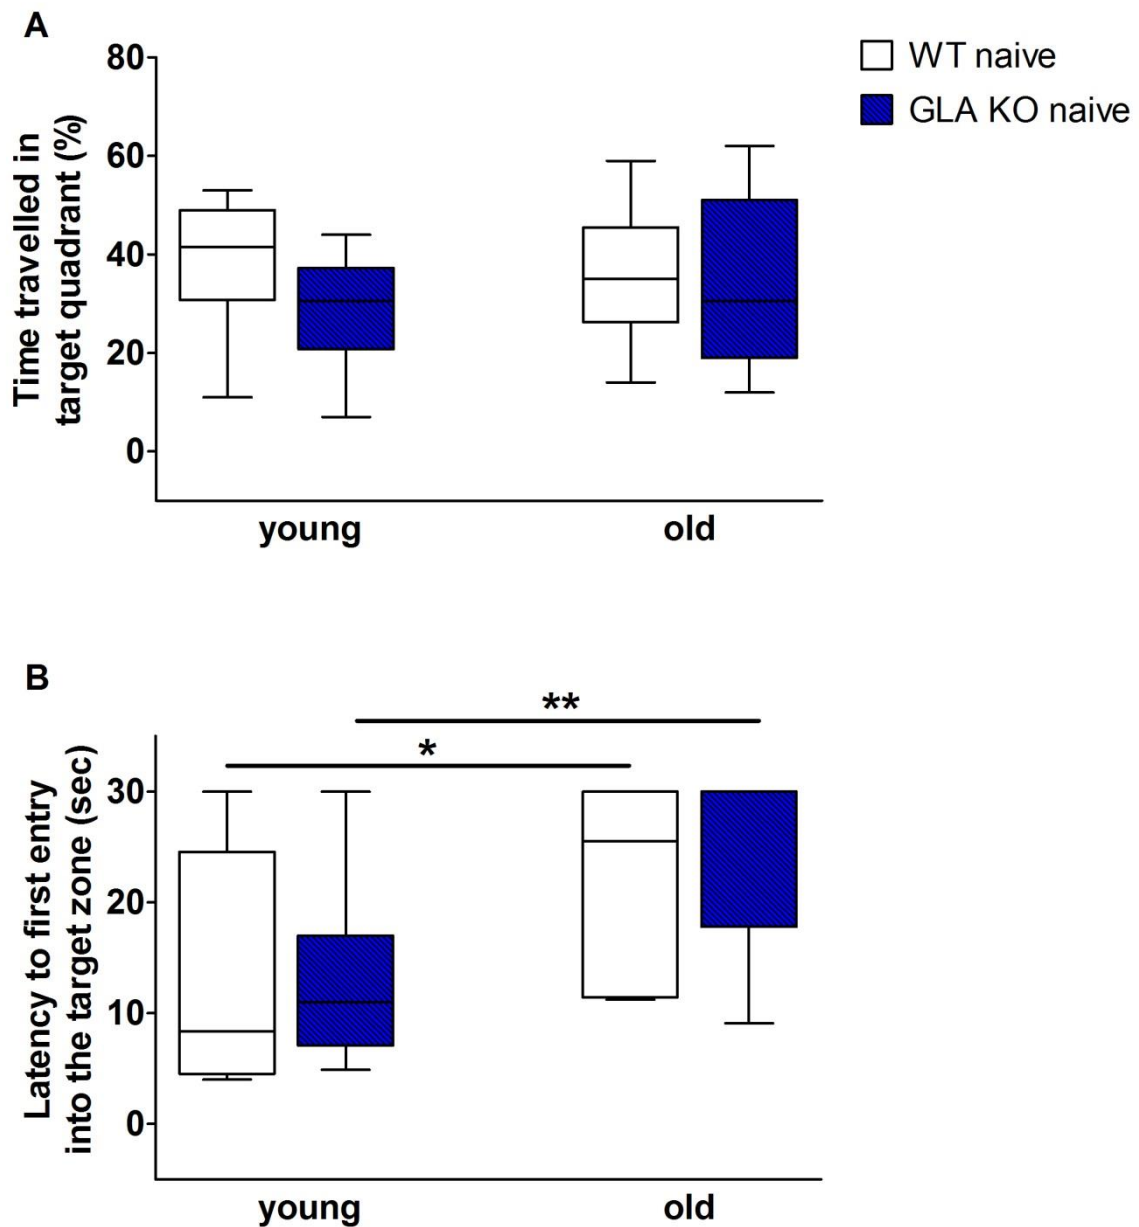 A
WT naive
GLA KO naive
Time travelled in
target quadrant (%)
80
60
40
20
0
young old
B
**
*
Latency to first entry
into the target zone (sec)
30
20
10
0
young old